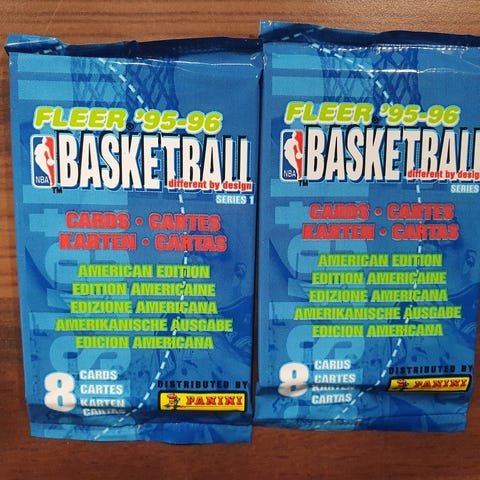 FLEER '95-96
NBA BASKETBALL™
different by design
SERIES 1
CARDS • CARTES
KARTEN • CARTAS
AMERICAN EDITION
EDITION AMERICAINE
EDIZIONE AMERICANA
AMERIKANISCHE AUSGABE
EDICION AMERICANA
8 CARDS
CARTES
KARTEN
CARTAS
DISTRIBUTED BY
PANINI
FLEER '95-96
NBA BASKETBALL
different by design
SERIES
CARDS • CARTES
KARTEN • CARTAS
AMERICAN EDITION
EDITION AMERICAINE
EDIZIONE AMERICANA
AMERIKANISCHE AUSGABE
EDICION AMERICANA
8 CARDS
CARTES
KARTEN
CARTAS
DISTRIBUTED BY
PANINI